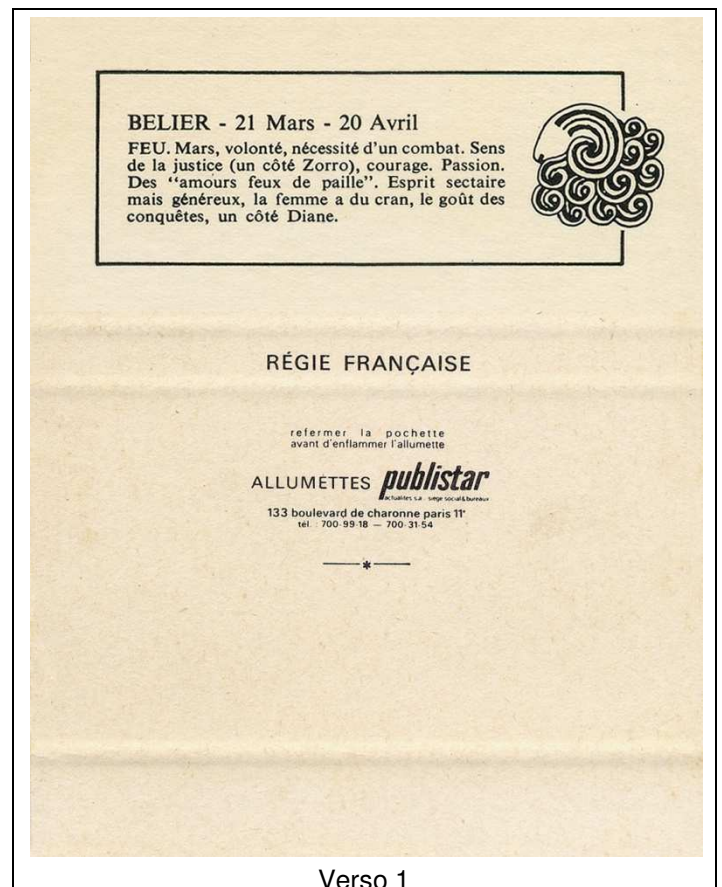 BELIER - 21 Mars - 20 Avril
FEU. Mars, volonté, nécessité d'un combat. Sens
de la justice (un côté Zorro), courage. Passion.
Des “amours feux de paille”. Esprit sectaire
mais généreux, la femme a du cran, le goût des
conquêtes, un côté Diane.
RÉGIE FRANÇAISE
refermer la pochette
avant d'enflammer l'allumette
ALLUMETTES publistar
actualités s.a. siège social & bureaux
133 boulevard de charonne paris 11e
tél. : 700-99-18 — 700-31-54
Verso 1